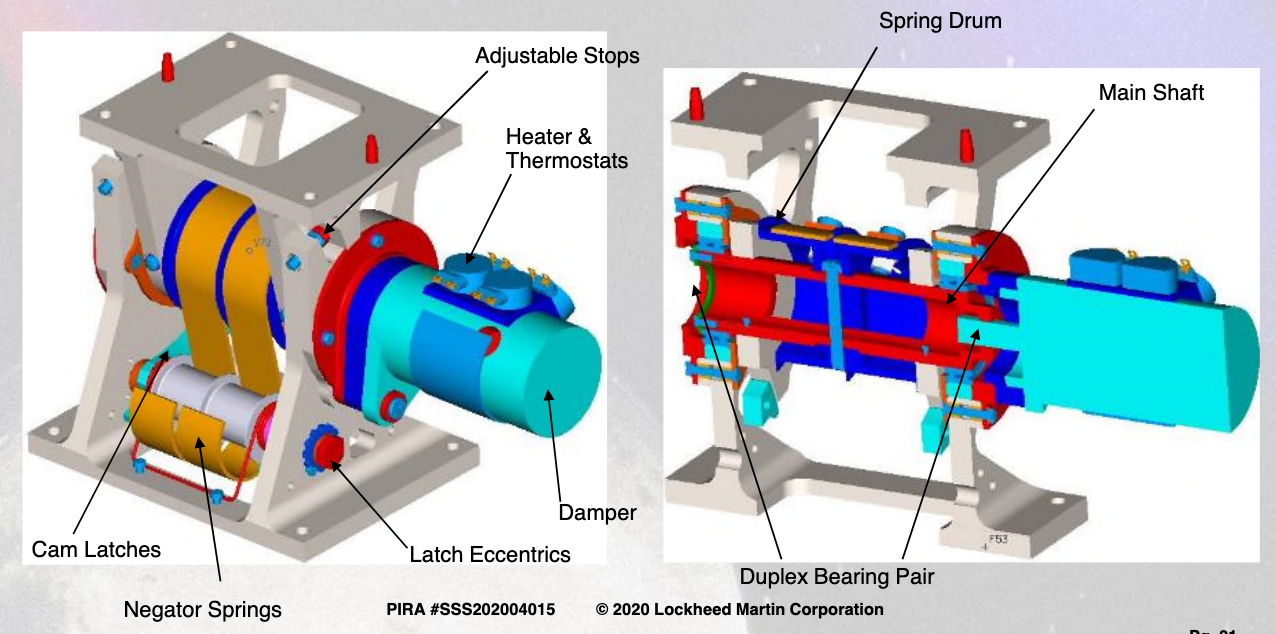 Spring Drum
Adjustable Stops
Main Shaft
Heater &
Thermostats
Damper
Cam Latches
Latch Eccentrics
Duplex Bearing Pair
Negator Springs
PIRA #SSS202004015 © 2020 Lockheed Martin Corporation
F53